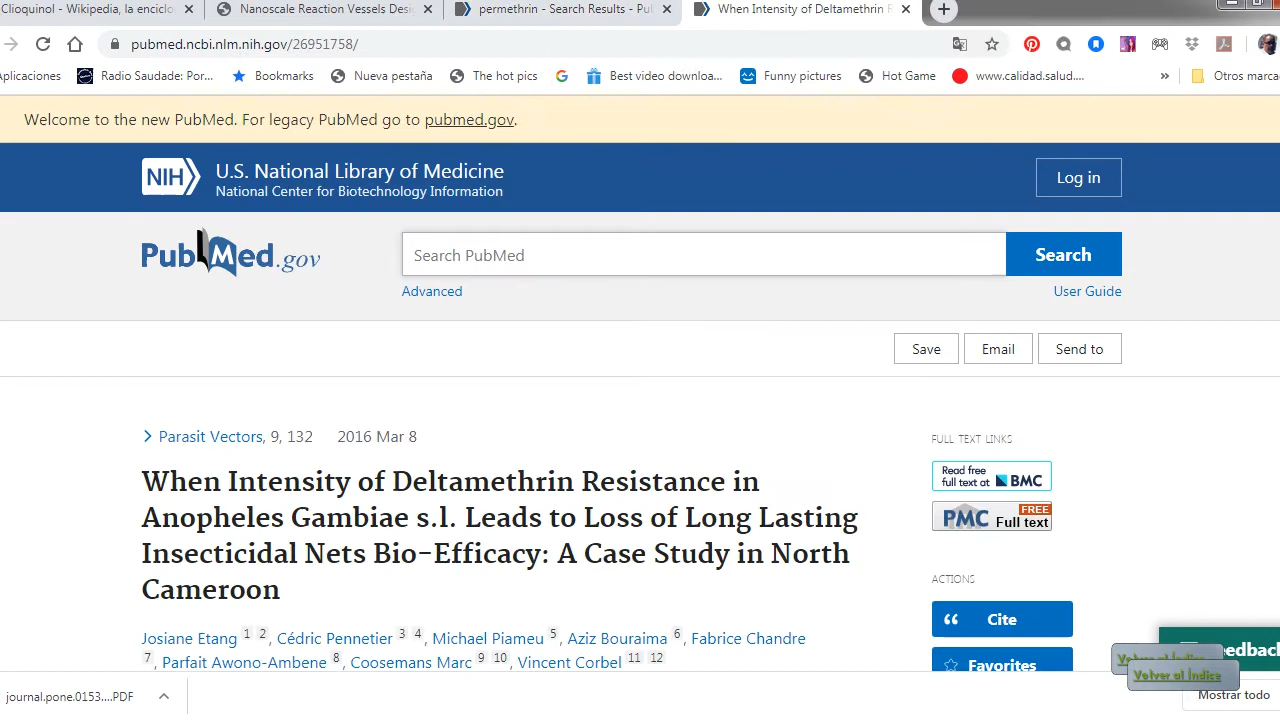 Clioquinol - Wikipedia, la enciclo
Nanoscale Reaction Vessels Desi
permethrin - Search Results - Pu
When Intensity of Deltamethrin R
pubmed.ncbi.nlm.nih.gov/26951758/
plicaciones
Radio Saudade: Por...
Bookmarks
Nueva pestaña
The hot pics
Best video downloa...
Funny pictures
Hot Game
www.calidad.salud....
»
Otros marca
Welcome to the new PubMed. For legacy PubMed go to pubmed.gov.
NIH
U.S. National Library of Medicine
National Center for Biotechnology Information
Log in
PubMed.gov
Search PubMed
Search
Advanced
User Guide
Save
Email
Send to
Parasit Vectors, 9, 132 2016 Mar 8
When Intensity of Deltamethrin Resistance in
Anopheles Gambiae s.l. Leads to Loss of Long Lasting
Insecticidal Nets Bio-Efficacy: A Case Study in North
Cameroon
Josiane Etang 1 2, Cédric Pennetier 3 4, Michael Piameu 5, Aziz Bouraima 6, Fabrice Chandre
7, Parfait Awono-Ambene 8, Coosemans Marc 9 10, Vincent Corbel 11 12
FULL TEXT LINKS
Read free
full text at BMC
PMC FREE
Full text
ACTIONS
Cite
Favorites
eedback
Volver al Índice
Volver al Índice
journal.pone.0153....PDF
Mostrar todo